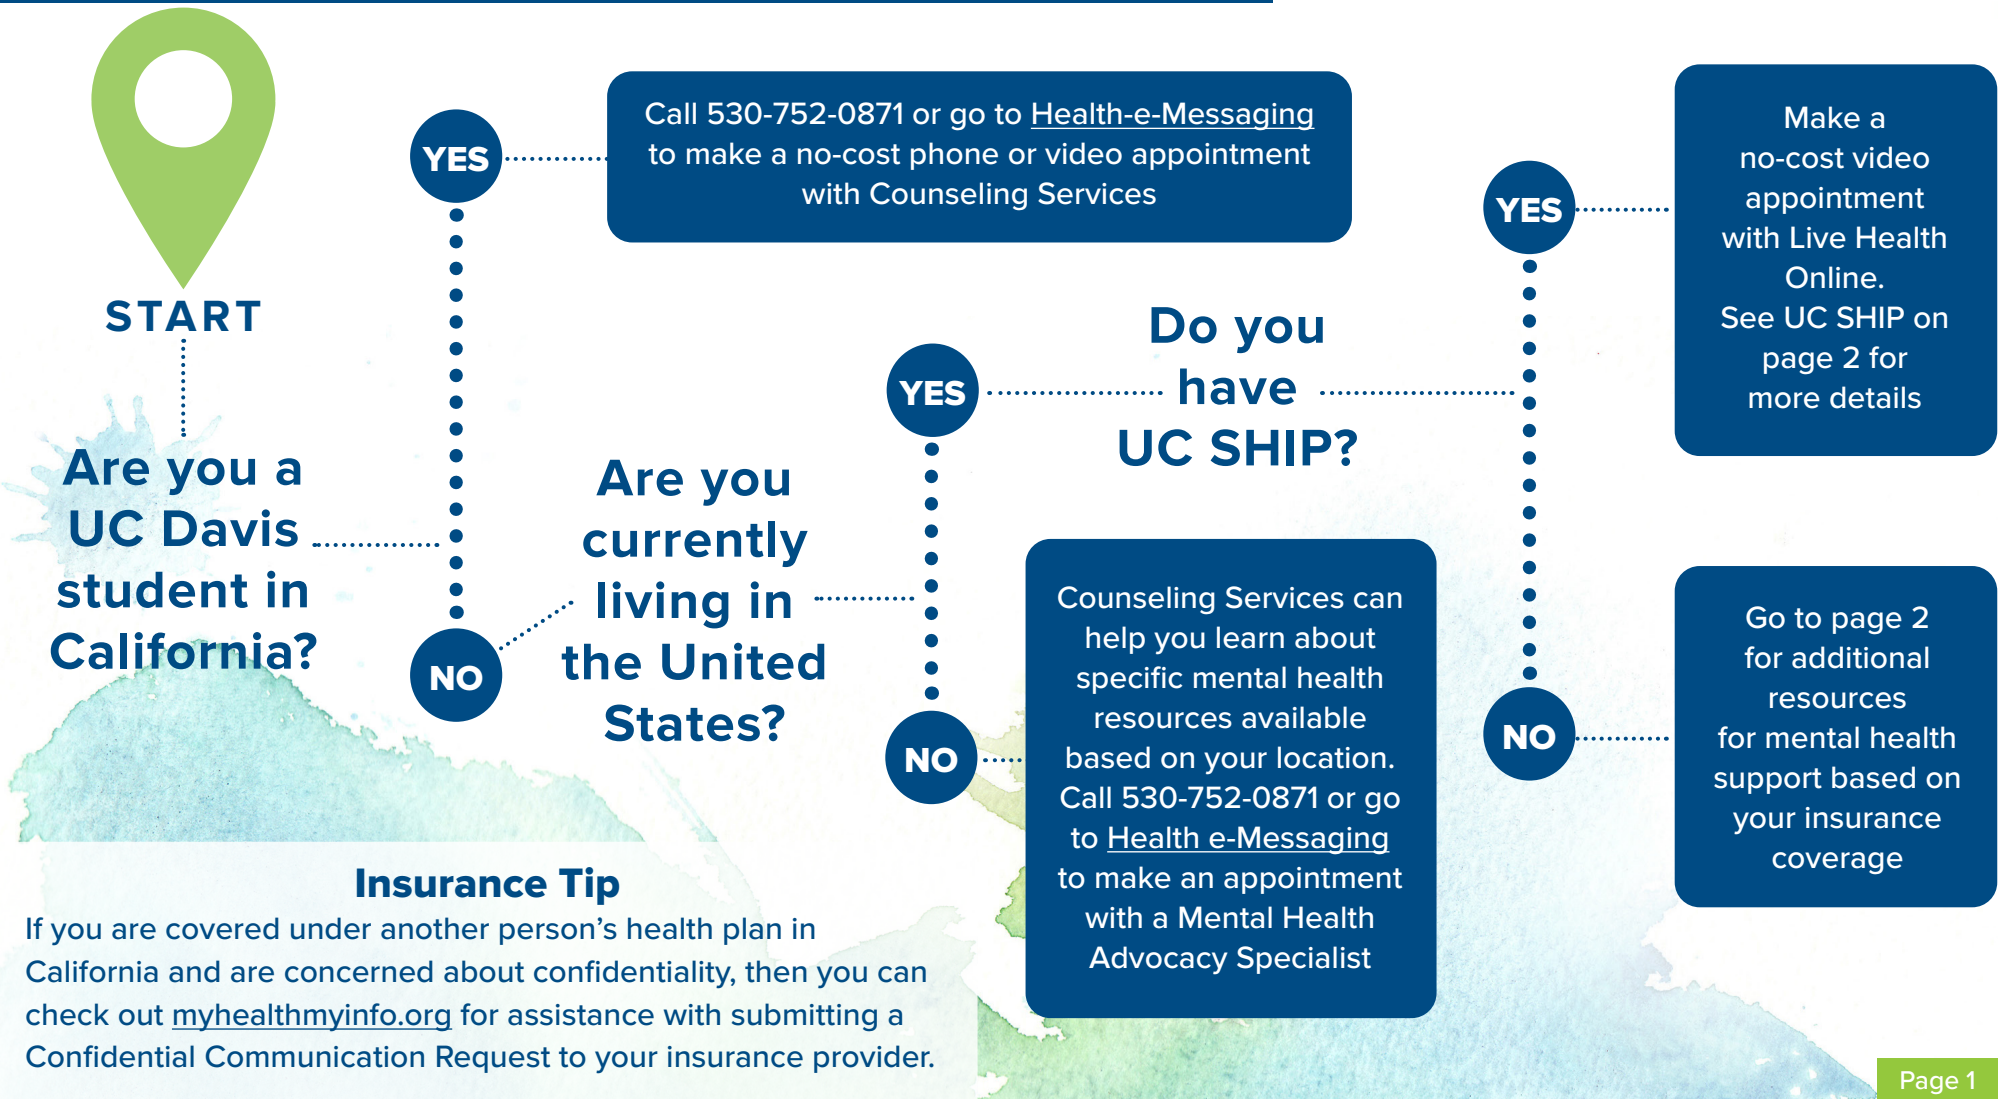 START
Are you a
UC Davis
student in
California?
YES
Call 530-752-0871 or go to Health-e-Messaging
to make a no-cost phone or video appointment
with Counseling Services
NO
Are you
currently
living in
the United
States?
YES
Do you
have
UC SHIP?
YES
Make a
no-cost video
appointment
with Live Health
Online.
See UC SHIP on
page 2 for
more details
NO
Go to page 2
for additional
resources
for mental health
support based on
your insurance
coverage
NO
Counseling Services can
help you learn about
specific mental health
resources available
based on your location.
Call 530-752-0871 or go
to Health e-Messaging
to make an appointment
with a Mental Health
Advocacy Specialist
Insurance Tip
If you are covered under another person’s health plan in
California and are concerned about confidentiality, then you can
check out myhealthmyinfo.org for assistance with submitting a
Confidential Communication Request to your insurance provider.
Page 1